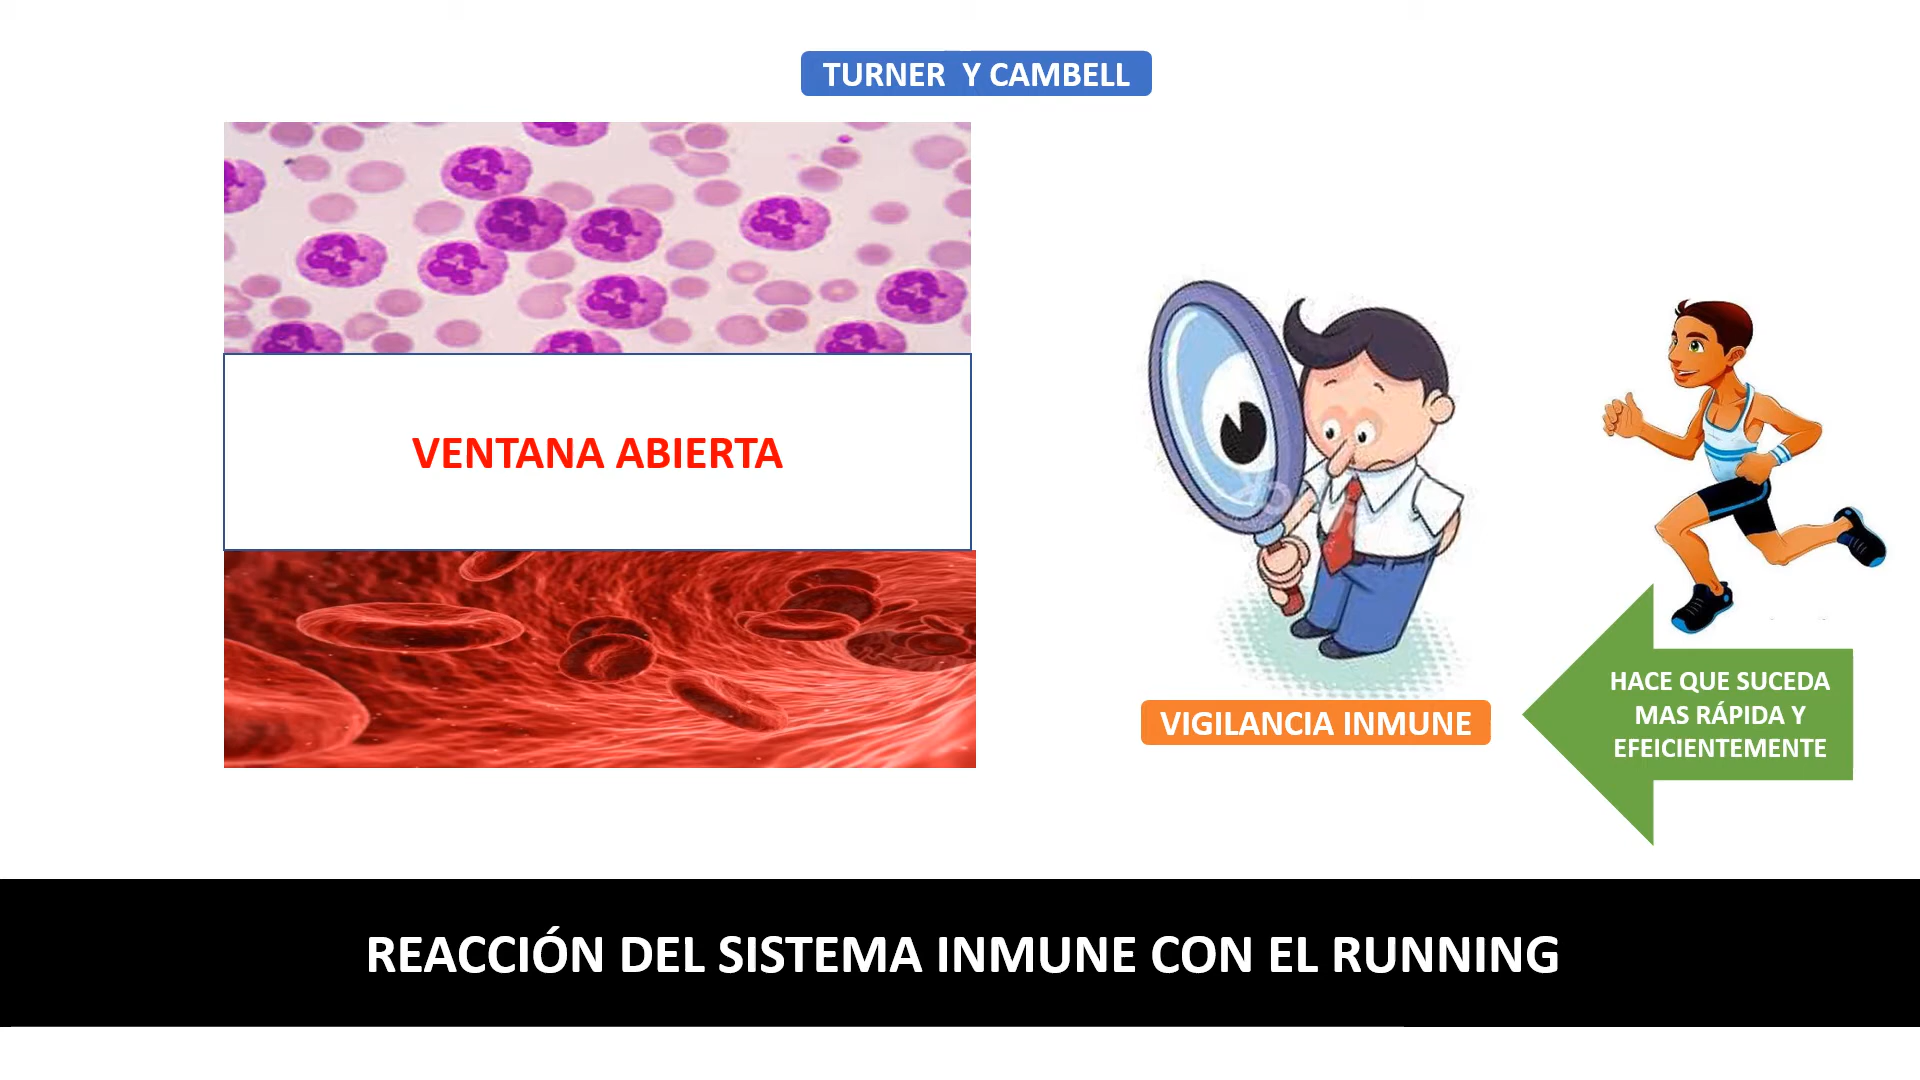 TURNER Y CAMBELL
VENTANA ABIERTA
VIGILANCIA INMUNE
HACE QUE SUCEDA
MAS RÁPIDA Y
EFEICIENTEMENTE
REACCIÓN DEL SISTEMA INMUNE CON EL RUNNING